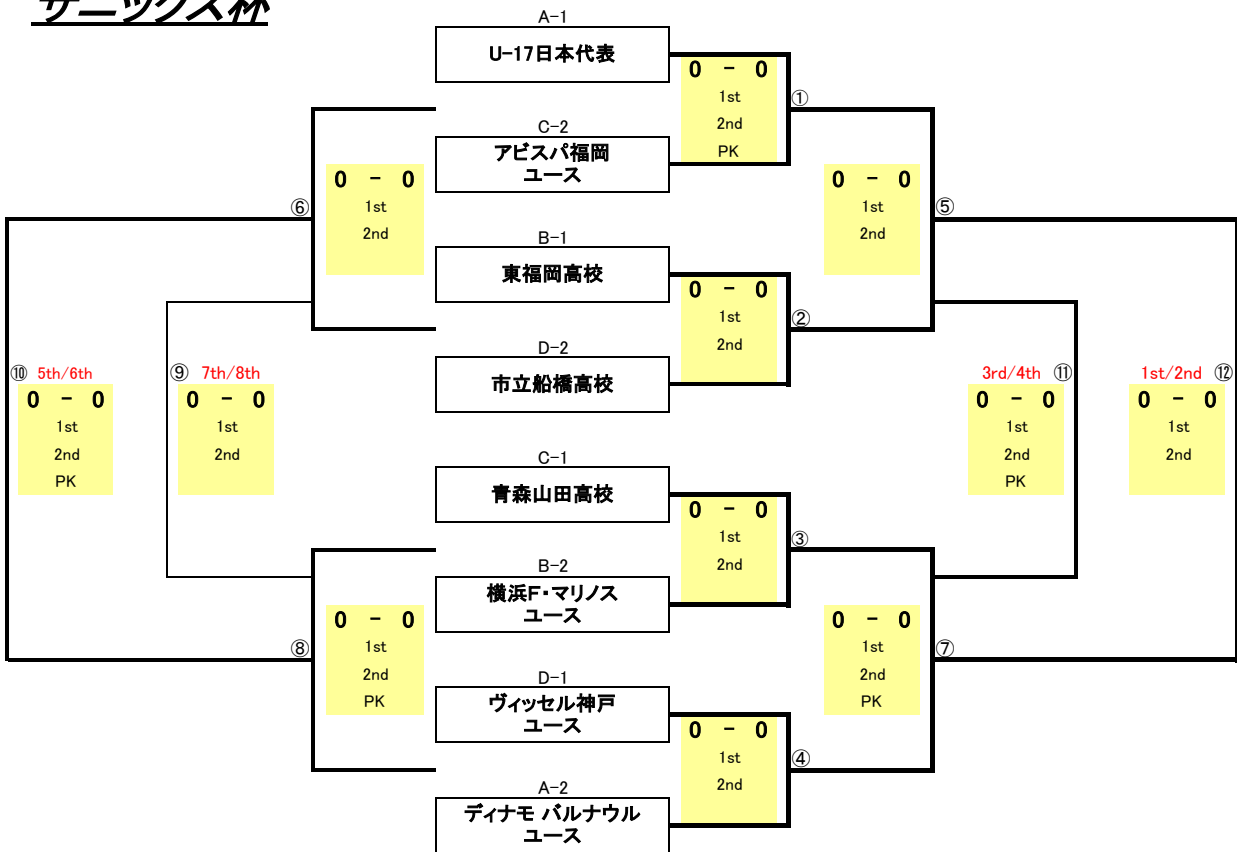 サニックス杯
A-1
U-17日本代表
0 - 0
1st
①
2nd
C-2
PK
アビスパ福岡
ユース
0 - 0
0 - 0
⑥
1st
1st
⑤
2nd
2nd
B-1
東福岡高校
0 - 0
1st
②
2nd
D-2
⑩ 5th/6th
⑨ 7th/8th
3rd/4th ⑪
1st/2nd ⑫
市立船橋高校
0 - 0
0 - 0
0 - 0
0 - 0
1st
1st
1st
1st
2nd
2nd
2nd
2nd
C-1
PK
PK
青森山田高校
0 - 0
1st
③
2nd
B-2
横浜F・マリノス
ユース
0 - 0
0 - 0
⑧
1st
1st
⑦
2nd
2nd
D-1
PK
PK
ヴィッセル神戸
ユース
0 - 0
1st
④
2nd
A-2
ディナモ バルナウル
ユース